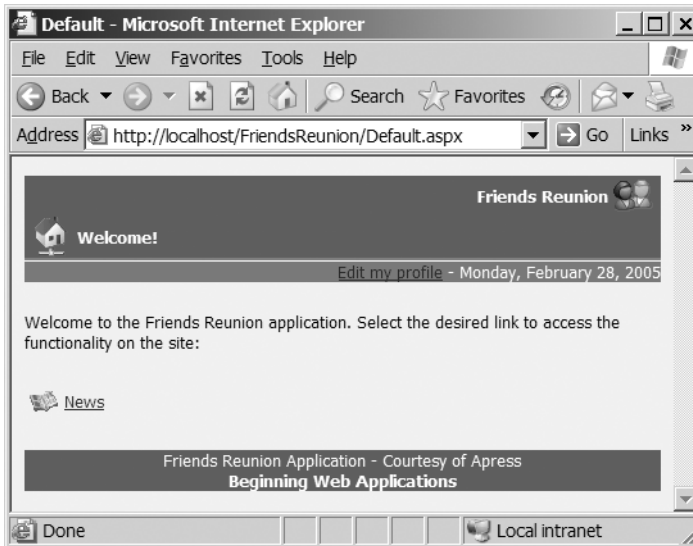 Default - Microsoft Internet Explorer
File Edit View Favorites Tools Help
Back Search Favorites
Address http://localhost/FriendsReunion/Default.aspx Go Links »
Friends Reunion
Welcome!
Edit my profile - Monday, February 28, 2005
Welcome to the Friends Reunion application. Select the desired link to access the
functionality on the site:
News
Friends Reunion Application - Courtesy of Apress
Beginning Web Applications
Done Local intranet